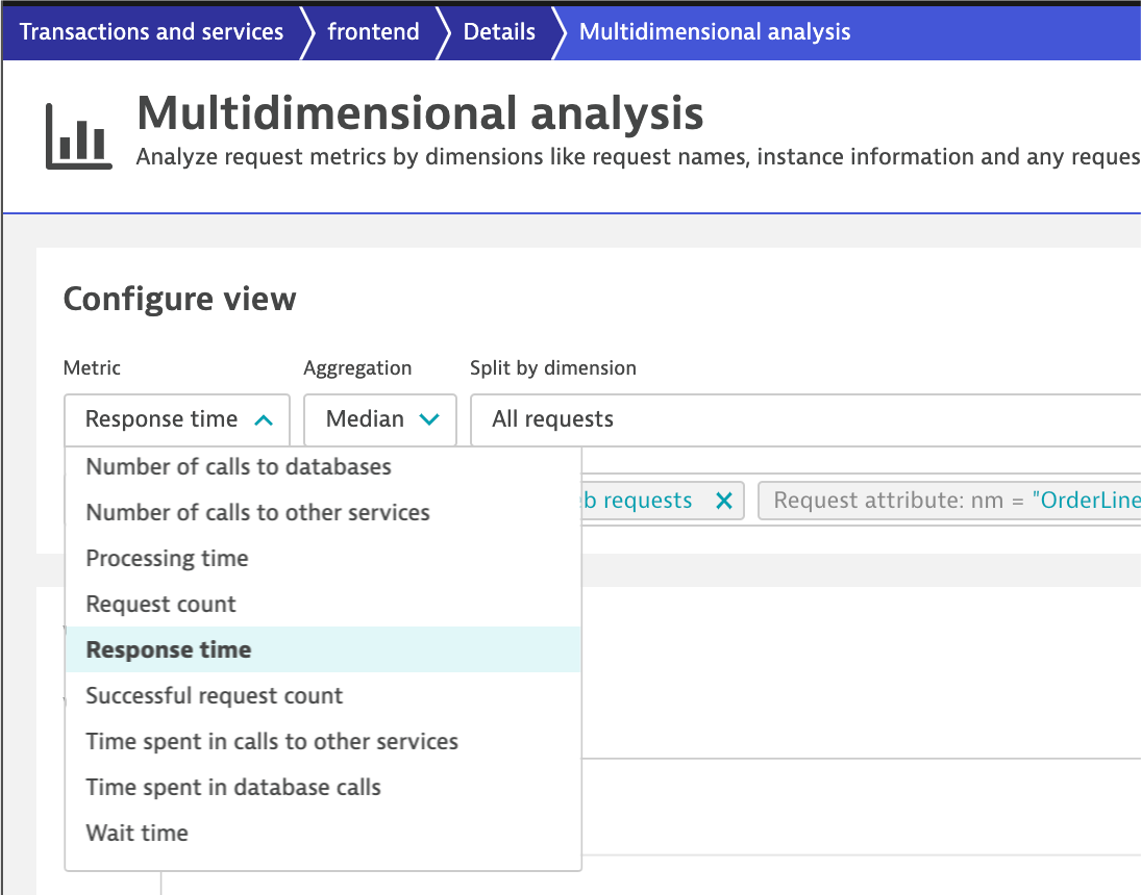 Transactions and services frontend Details Multidimensional analysis
Multidimensional analysis
Analyze request metrics by dimensions like request names, instance information and any
Configure view
Metric Aggregation Split by dimension
Response time Median All requests
Number of calls to databases
requests Request attribute: nm = "OrderLine
Number of calls to other services
Processing time
Request count
Response time
Successful request count
Time spent in calls to other services
Time spent in database calls
Wait time